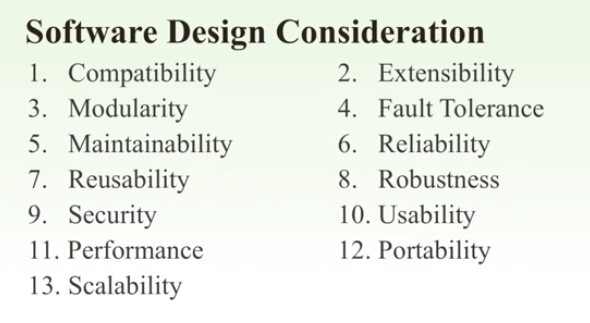 Software Design Consideration
1. Compatibility 2. Extensibility
3. Modularity 4. Fault Tolerance
5. Maintainability 6. Reliability
7. Reusability 8. Robustness
9. Security 10. Usability
11. Performance 12. Portability
13. Scalability